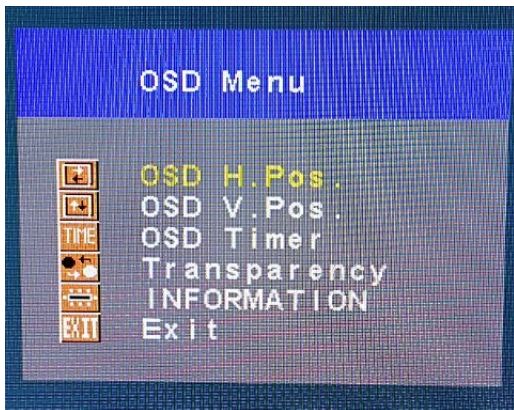 OSD Menu
OSD H.Pos.
OSD V.Pos.
TIME OSD Timer
Transparency
INFORMATION
EXIT Exit